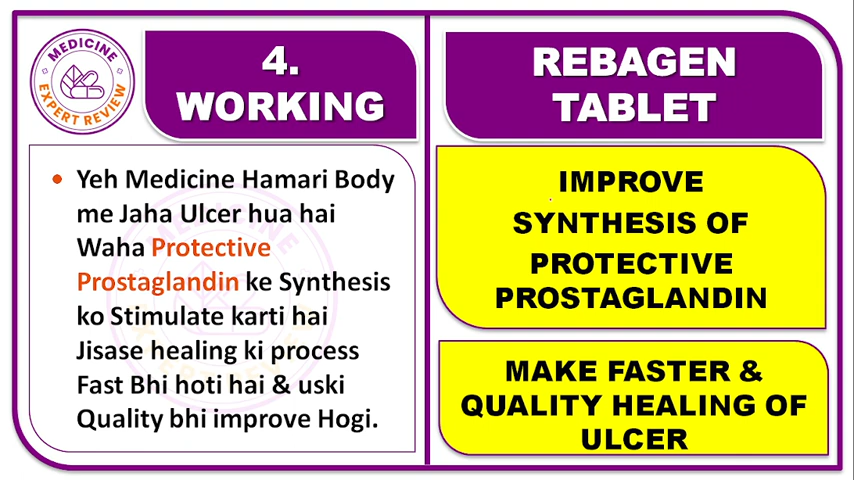 MEDICINE
EXPERT REVIEW
4.
WORKING
• Yeh Medicine Hamari Body
me Jaha Ulcer hua hai
Waha Protective
Prostaglandin ke Synthesis
ko Stimulate karti hai
Jisase healing ki process
Fast Bhi hoti hai & uski
Quality bhi improve Hogi.
REBAGEN
TABLET
IMPROVE
SYNTHESIS OF
PROTECTIVE
PROSTAGLANDIN
MAKE FASTER &
QUALITY HEALING OF
ULCER